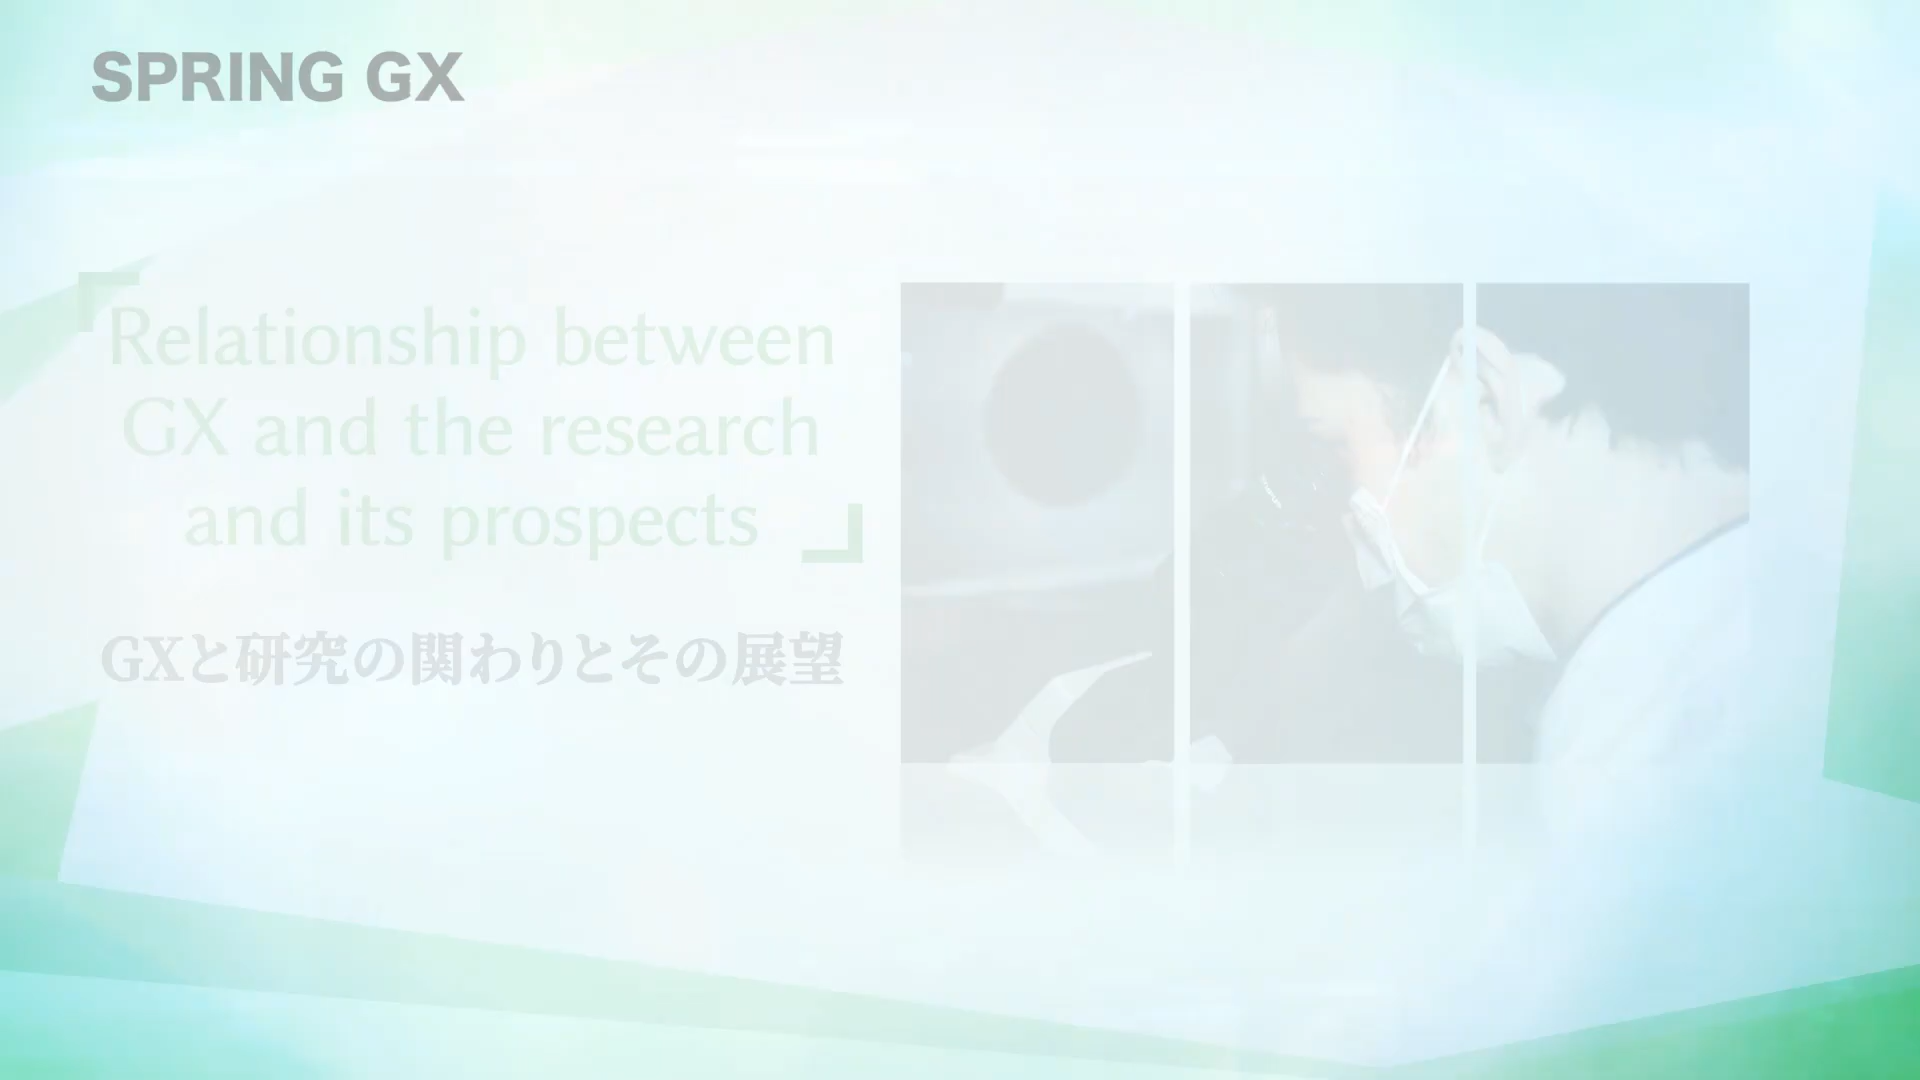 SPRING GX
Relationship between
GX and the research
and its prospects
GXと研究の関わりとその展望